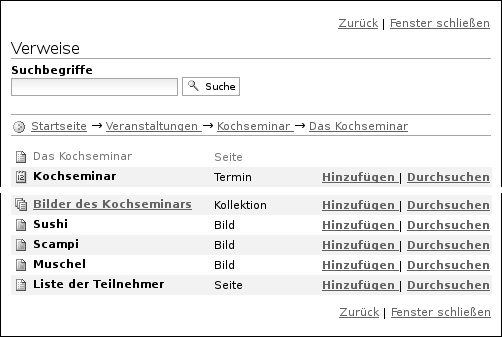 Zurück | Fenster schließen
Verweise
Suchbegriffe
Suche
Startseite → Veranstaltungen → Kochseminar → Das Kochseminar
Das Kochseminar Seite
Kochseminar Termin Hinzufügen | Durchsuchen
Bilder des Kochseminars Kollektion Hinzufügen | Durchsuchen
Sushi Bild Hinzufügen | Durchsuchen
Scampi Bild Hinzufügen | Durchsuchen
Muschel Bild Hinzufügen | Durchsuchen
Liste der Teilnehmer Seite Hinzufügen | Durchsuchen
Zurück | Fenster schließen